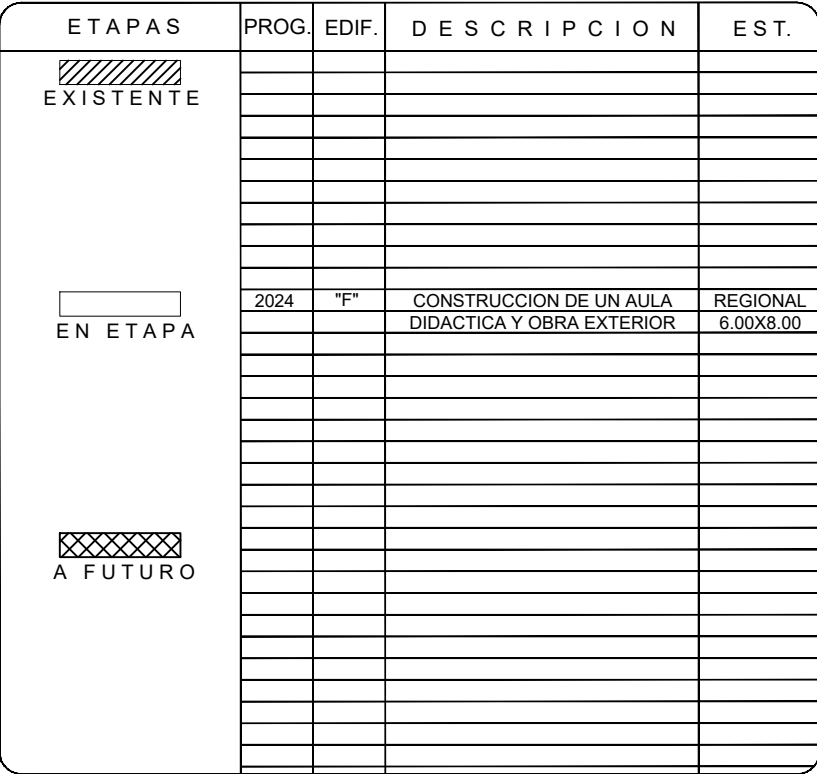 ETAPAS PROG. EDIF. DESCRIPCION EST.
EXISTENTE
2024 "F" CONSTRUCCION DE UN AULA REGIONAL
DIDACTICA Y OBRA EXTERIOR 6.00X8.00
EN ETAPA
A FUTURO